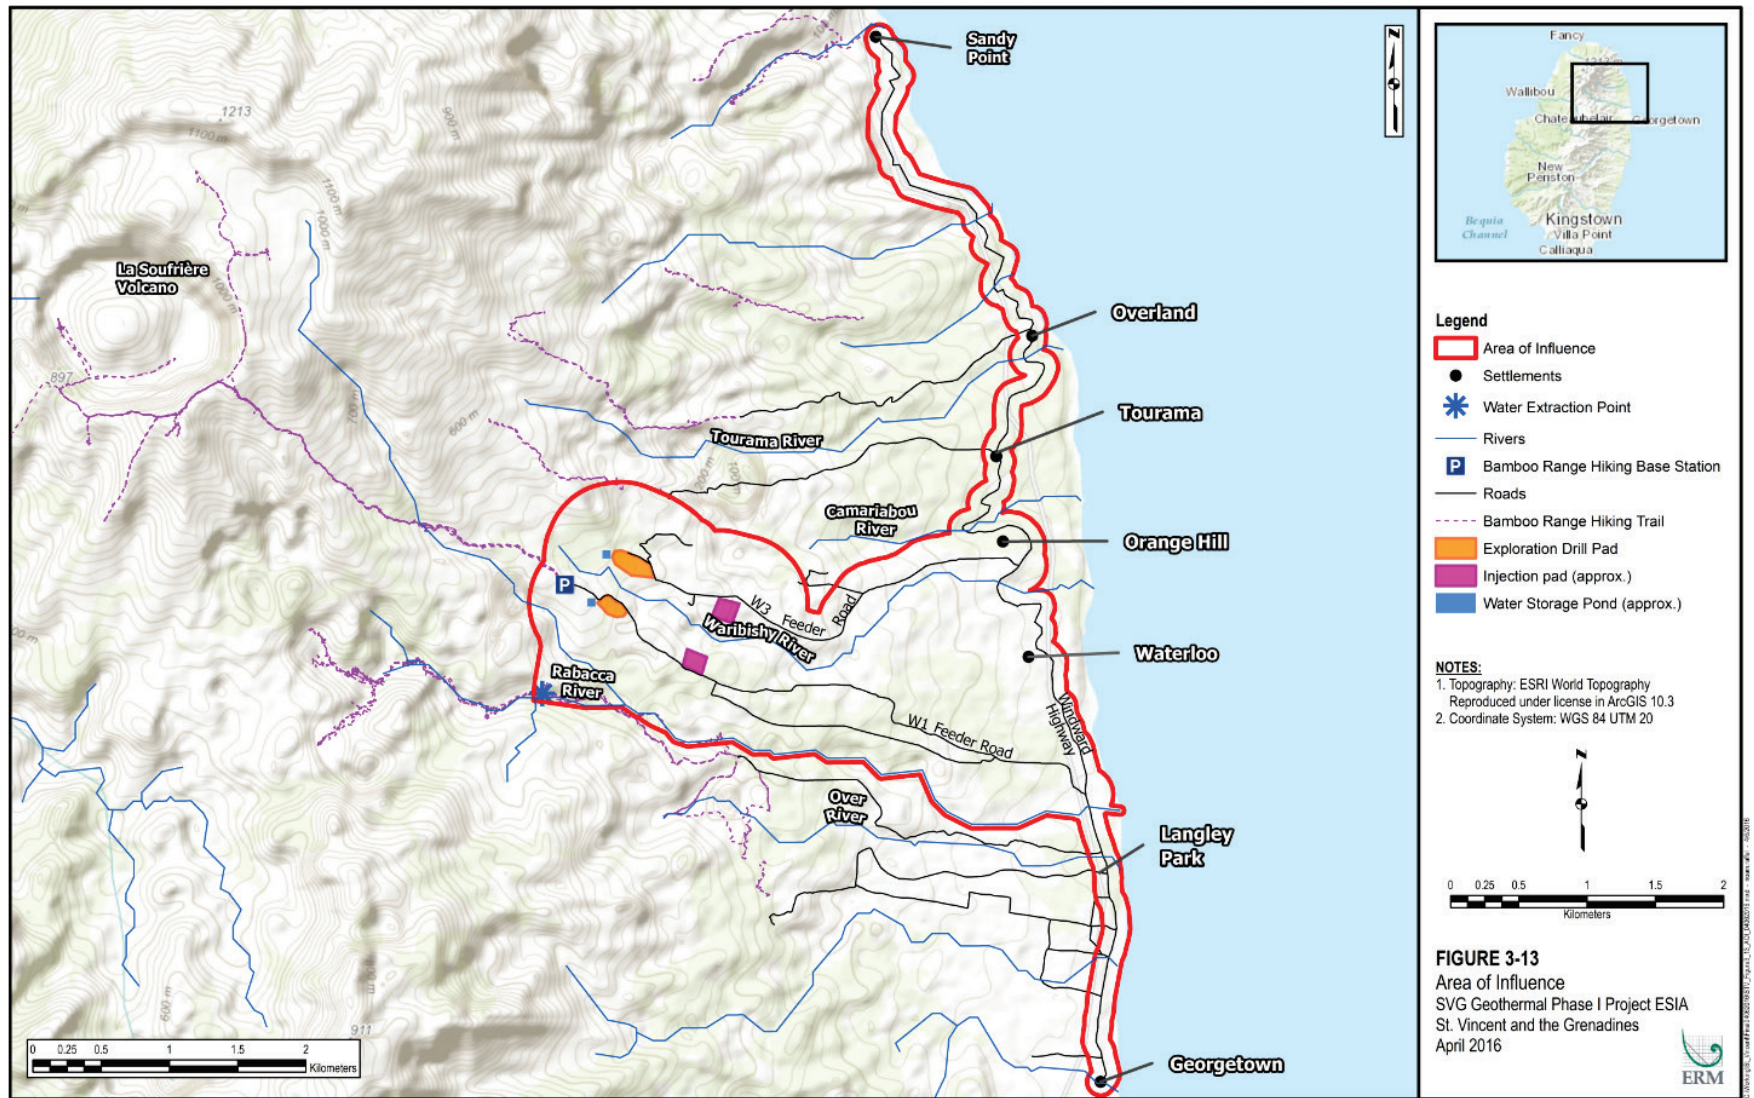 Sandy
Point
1213
1100 m
900 m
1100 m
1000 m
La Soufrière
Volcano
1000 m
897
700 m
600 m
Overland
Tourama
Tourama River
1000m
Camariabou
River
Orange Hill
P
W3 Feeder Road
Waribishy River
Rabacca
River
Waterloo
W1 Feeder Road
Windward
Highway
Over
River
Langley
Park
600 m
911
Georgetown
0 0.25 0.5 1 1.5 2
Kilometers
N
Fancy
1213 m
Wallibou
Chateaubelair
Georgetown
New
Peniston
Bequia
Channel
Kingstown
Villa Point
Calliaqua
Legend
Area of Influence
Settlements
Water Extraction Point
Rivers
P Bamboo Range Hiking Base Station
Roads
Bamboo Range Hiking Trail
Exploration Drill Pad
Injection pad (approx.)
Water Storage Pond (approx.)
NOTES:
1. Topography: ESRI World Topography
Reproduced under license in ArcGIS 10.3
2. Coordinate System: WGS 84 UTM 20
N
0 0.25 0.5 1 1.5 2
Kilometers
FIGURE 3-13
Area of Influence
SVG Geothermal Phase I Project ESIA
St. Vincent and the Grenadines
April 2016
ERM